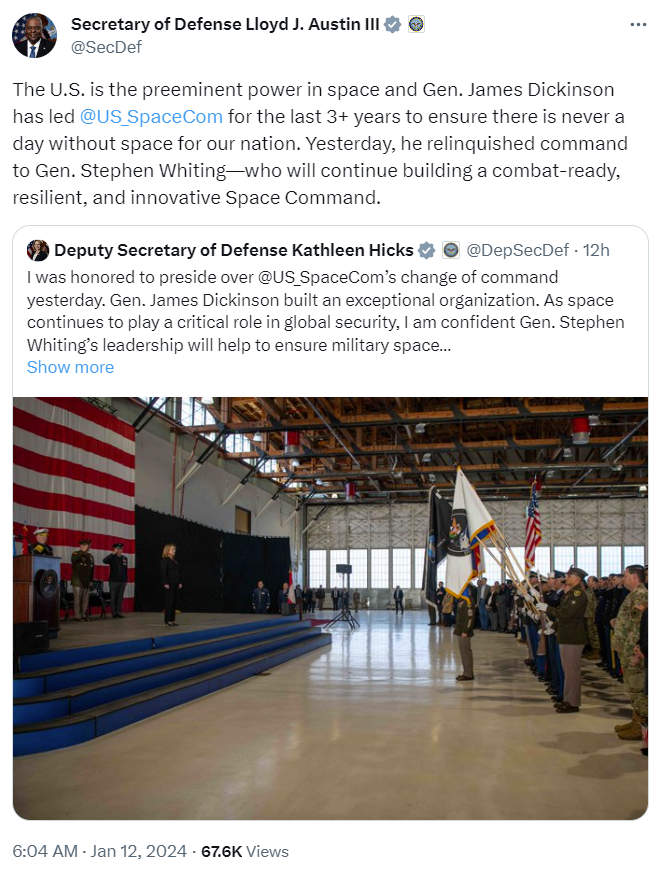 Secretary of Defense Lloyd J. Austin III
@SecDef
The U.S. is the preeminent power in space and Gen. James Dickinson
has led @US_SpaceCom for the last 3+ years to ensure there is never a
day without space for our nation. Yesterday, he relinquished command
to Gen. Stephen Whiting—who will continue building a combat-ready,
resilient, and innovative Space Command.
Deputy Secretary of Defense Kathleen Hicks @DepSecDef · 12h
I was honored to preside over @US_SpaceCom’s change of command
yesterday. Gen. James Dickinson built an exceptional organization. As space
continues to play a critical role in global security, I am confident Gen. Stephen
Whiting’s leadership will help to ensure military space...
Show more
6:04 AM · Jan 12, 2024 · 67.6K Views